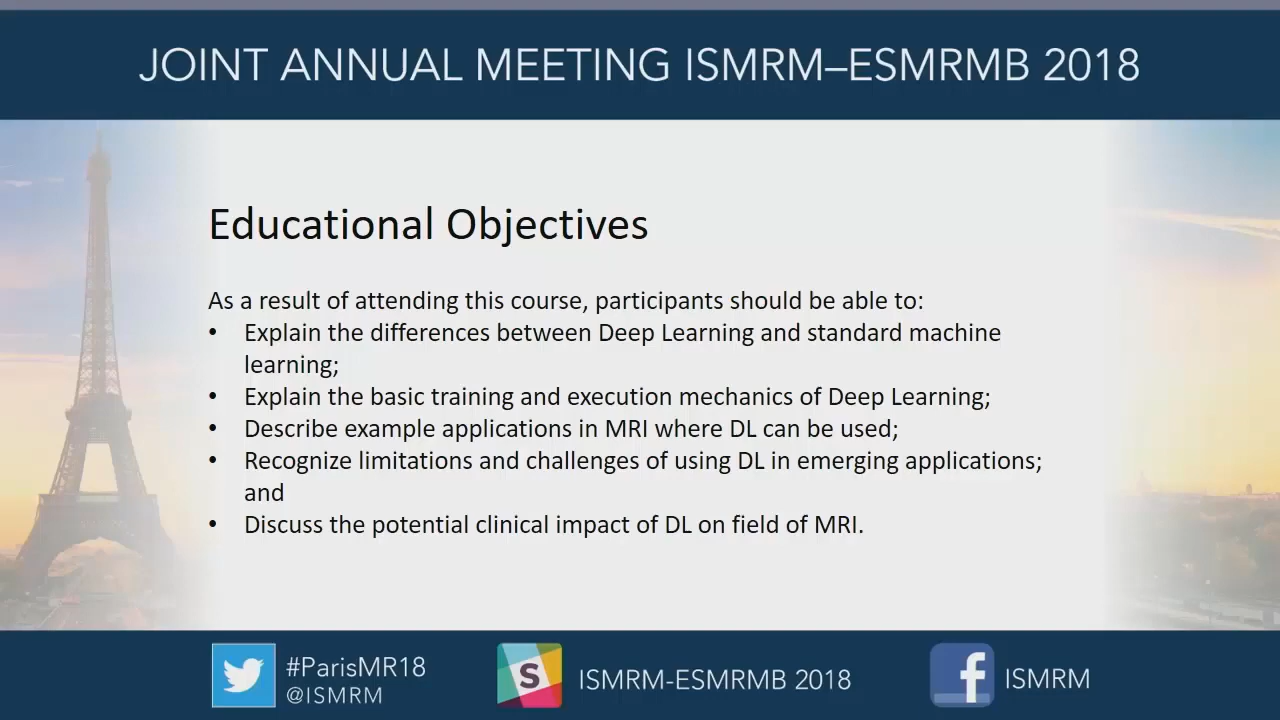 JOINT ANNUAL MEETING ISMRM–ESMRMB 2018
Educational Objectives
As a result of attending this course, participants should be able to:
• Explain the differences between Deep Learning and standard machine
learning;
• Explain the basic training and execution mechanics of Deep Learning;
• Describe example applications in MRI where DL can be used;
• Recognize limitations and challenges of using DL in emerging applications;
and
• Discuss the potential clinical impact of DL on field of MRI.
#ParisMR18
@ISMRM
S
ISMRM-ESMRMB 2018
f
ISMRM